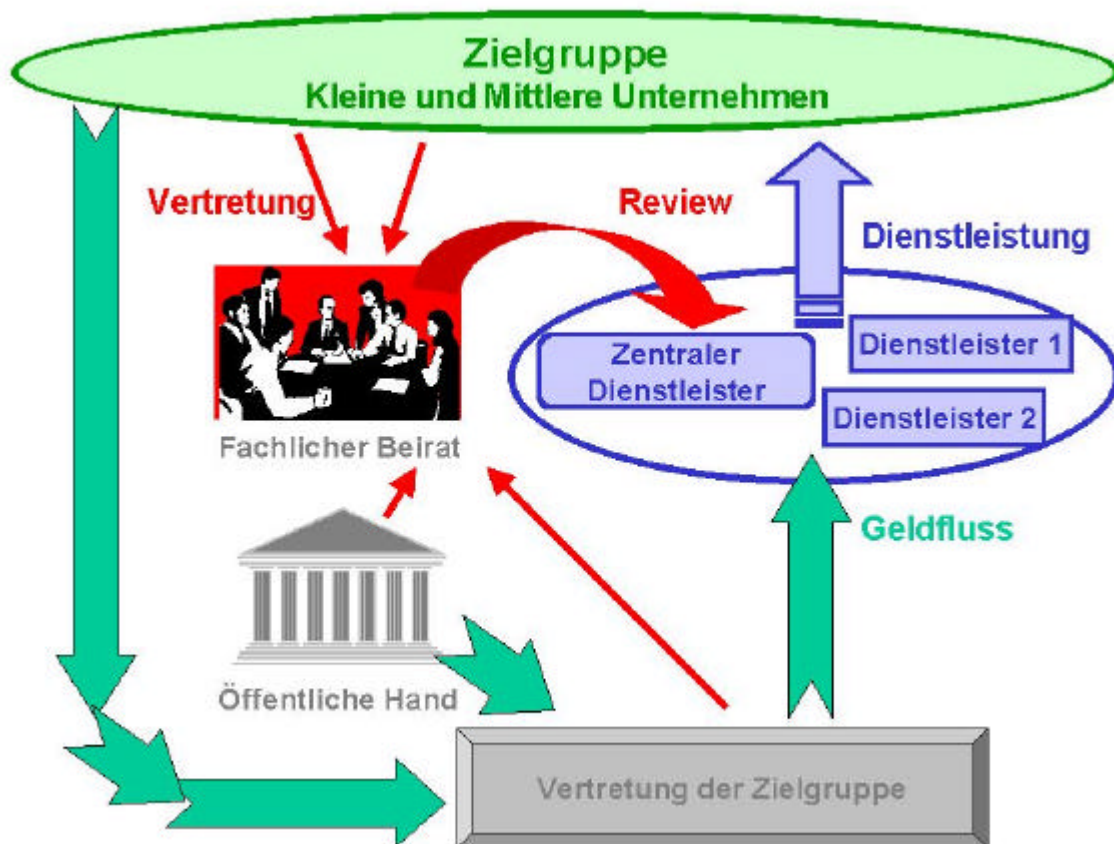 Zielgruppe
Kleine und Mittlere Unternehmen
Vertretung
Review
Dienstleistung
Zentraler
Dienstleister
Dienstleister 1
Dienstleister 2
Fachlicher Beirat
Geldfluss
Öffentliche Hand
Vertretung der Zielgruppe